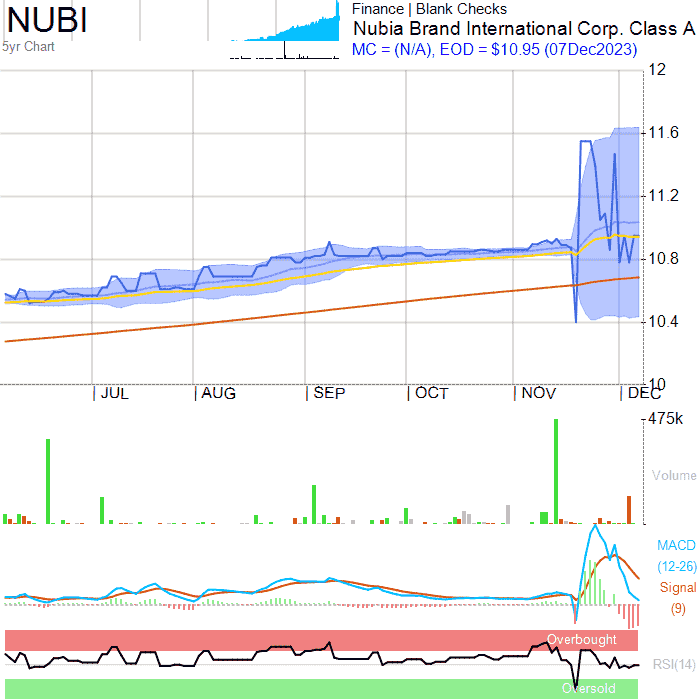 NUBI
5yr Chart
Finance | Blank Checks
Nubia Brand International Corp. Class A
MC = (N/A), EOD = $10.95 (07Dec2023)
12
11.6
11.2
10.8
10.4
10
JUL AUG SEP OCT NOV DEC
475k
Volume
MACD
(12-26)
Signal
(9)
Overbought
RSI(14)
Oversold